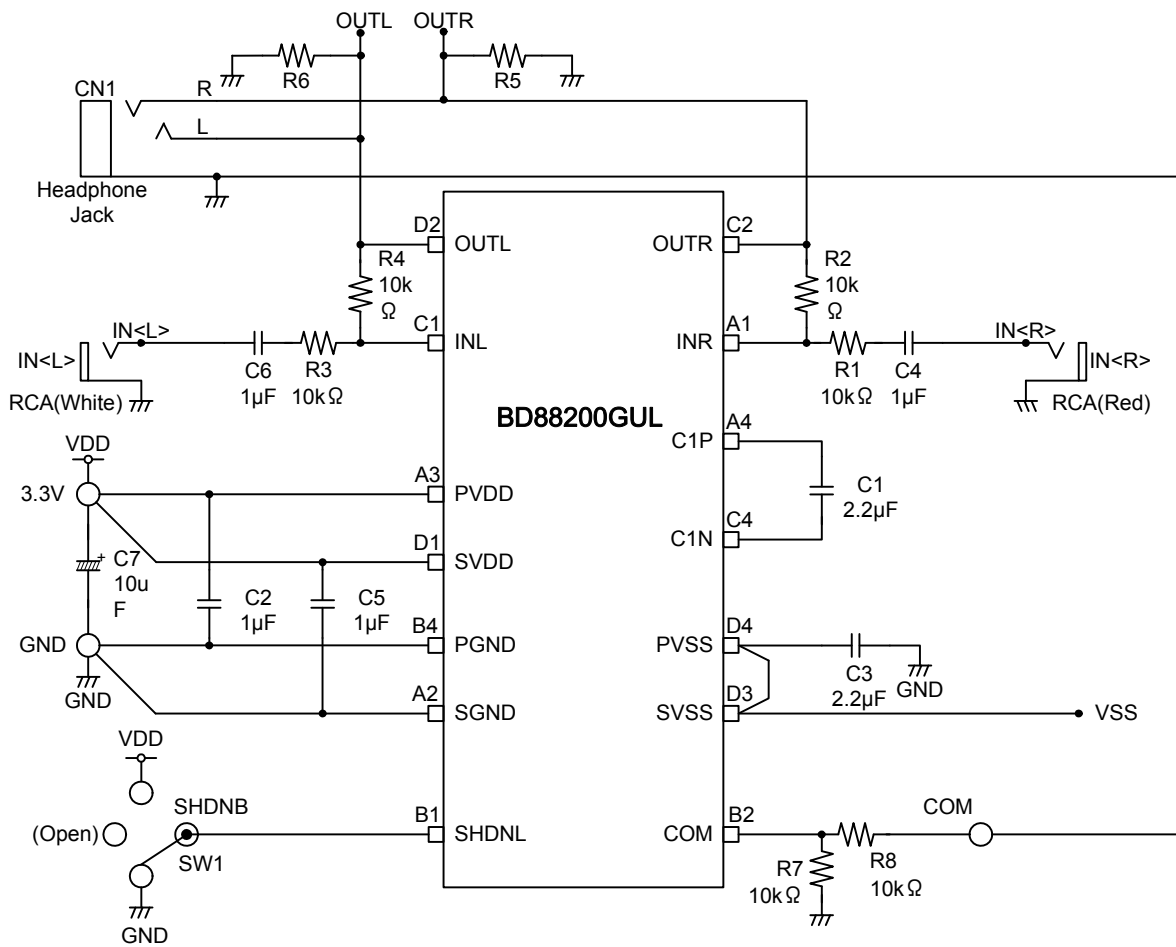 OUTL OUTR
R6 R5
CN1
R
L
Headphone
Jack
D2 C2
OUTL OUTR
R4
10k
Ω
R2
10k
Ω
IN<L>
C1 A1
INL INR
IN<R>
IN<L>
C6
1µF
R3
10kΩ
R1
10kΩ
C4
1µF
IN<R>
RCA(White) RCA(Red)
BD88200GUL
VDD
A4
C1P
A3
3.3V PVDD
C1
2.2µF
C4
C1N
D1
SVDD
+
C7
10u
F
C2
1µF
C5
1µF
B4 D4
GND PGND PVSS
GND
C3
2.2µF
GND
A2 D3
SGND SVSS VSS
VDD
SHDNB
(Open)
SW1
B1 B2
SHDNL COM
COM
R7
10kΩ
R8
10kΩ
GND